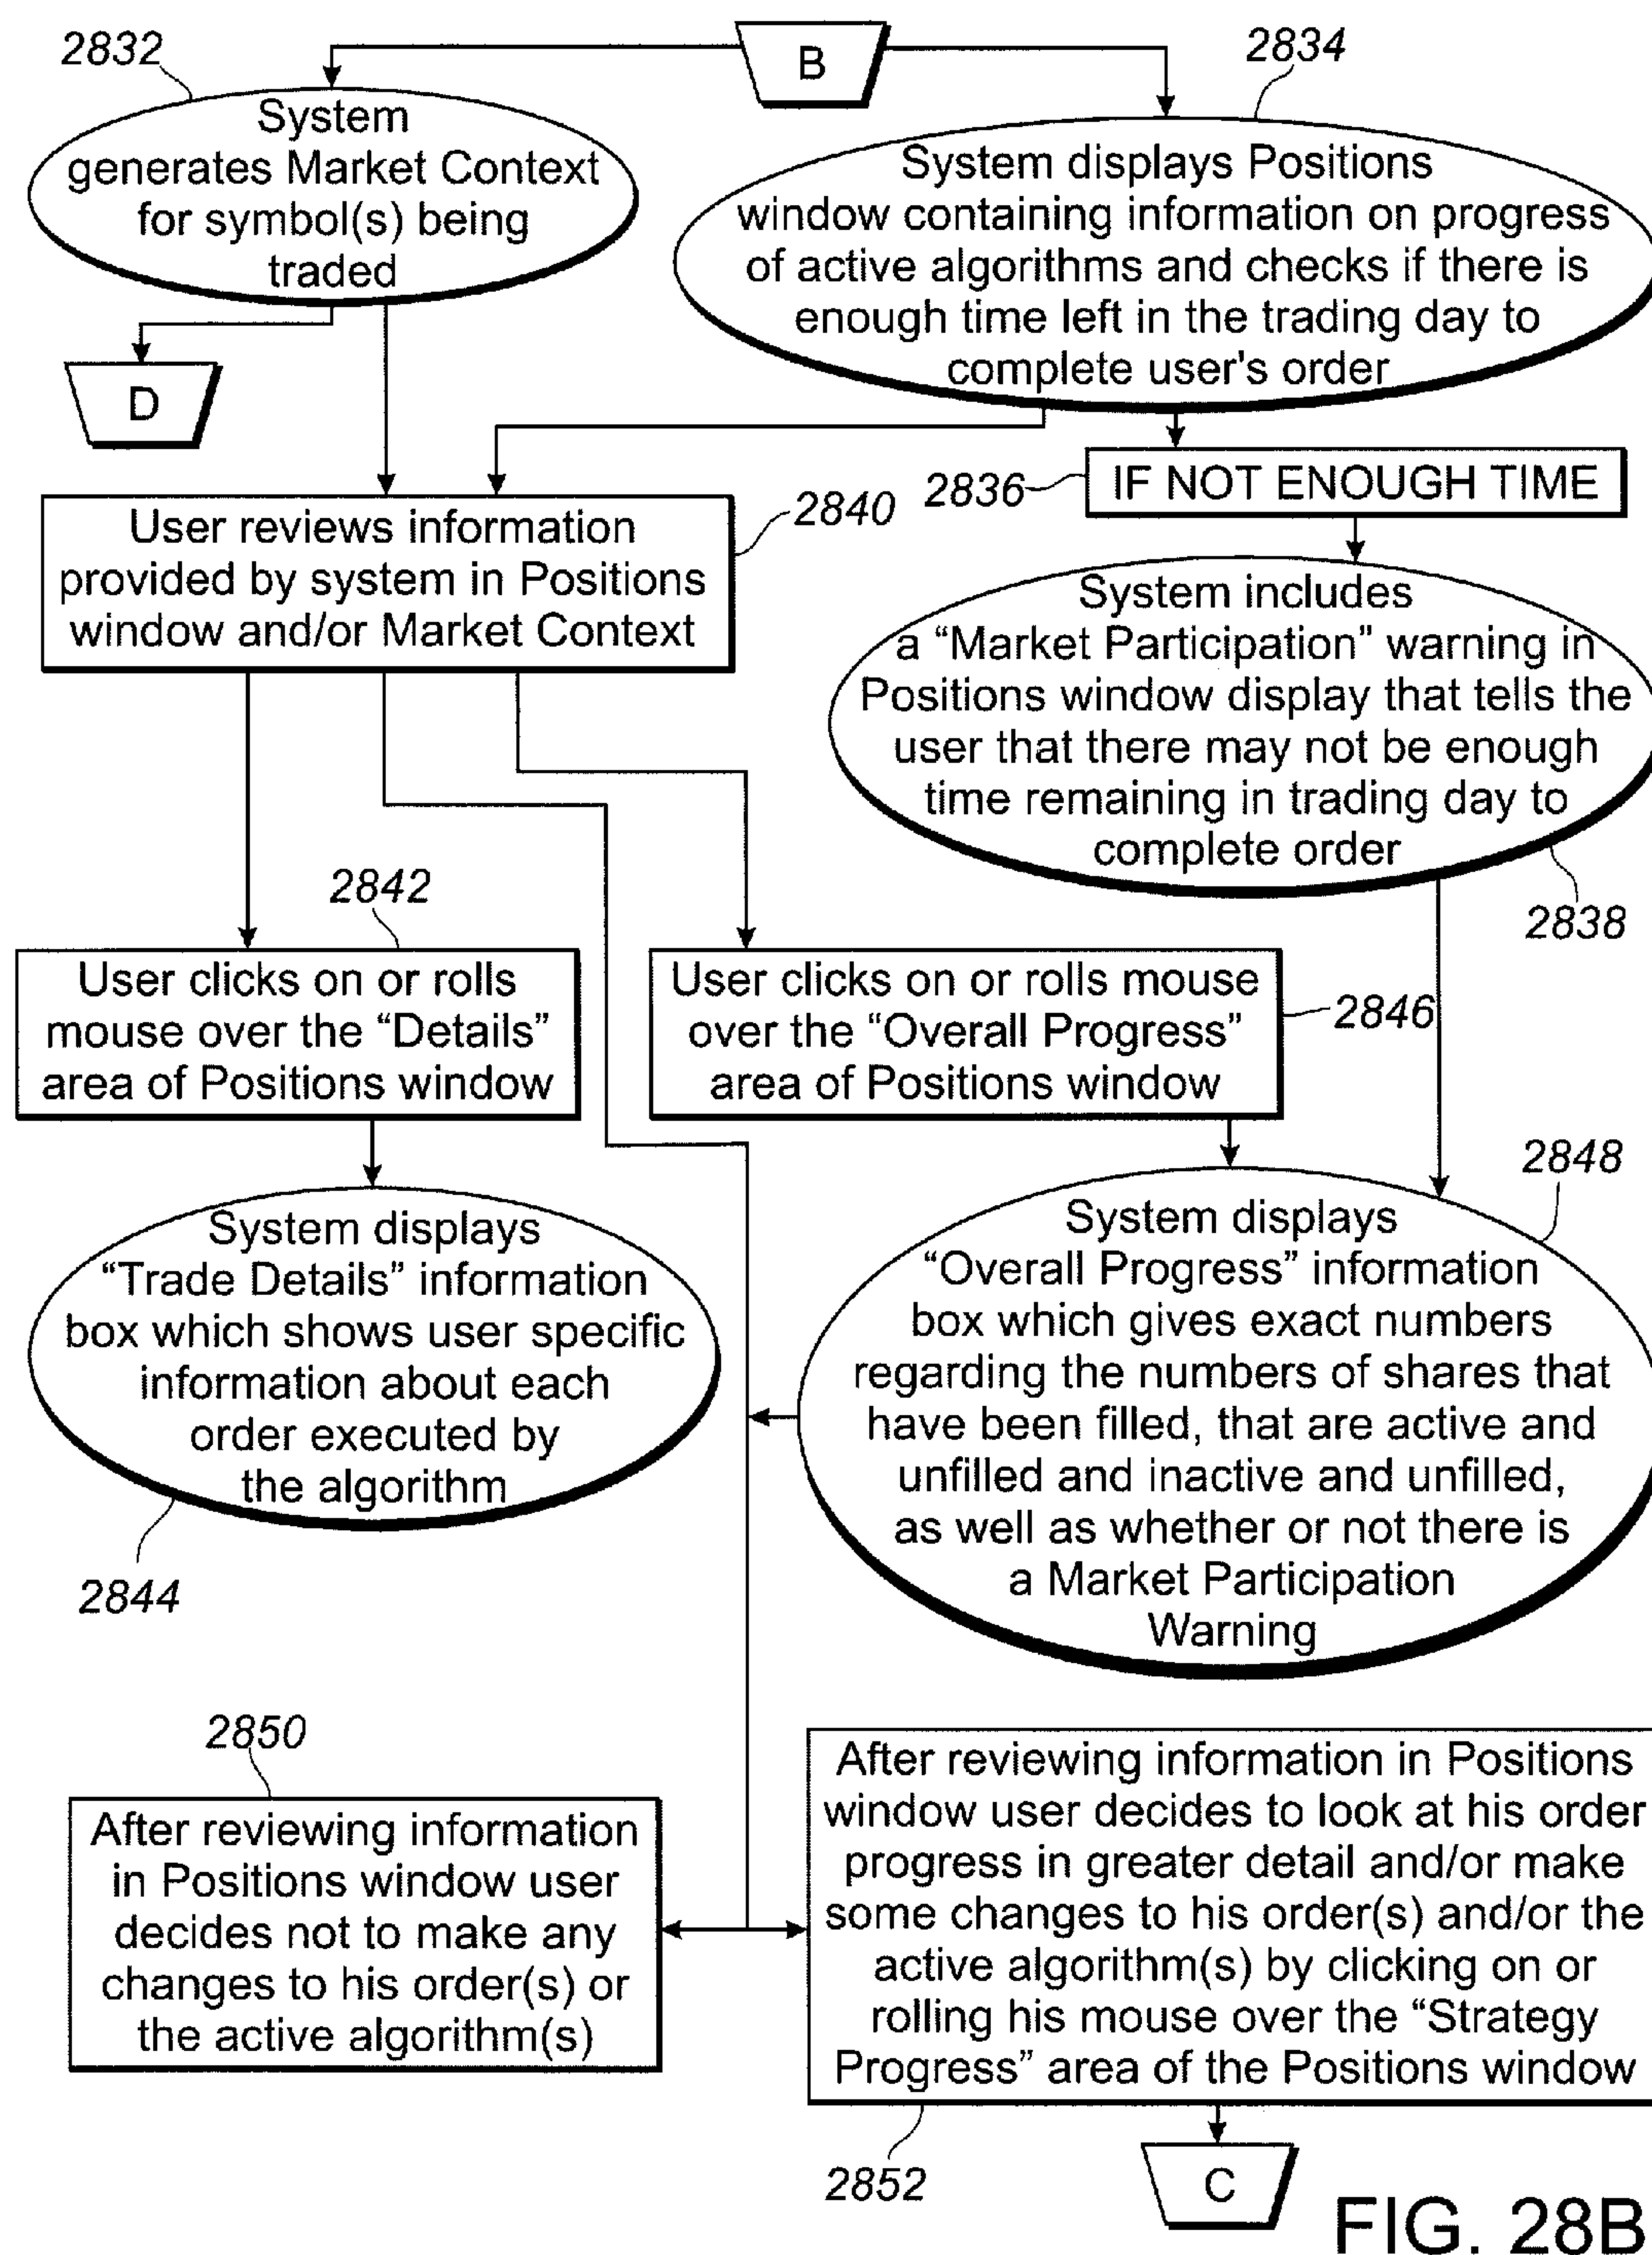 2832
B
2834
System
generates Market Context
for symbol(s) being
traded
System displays Positions
window containing information on progress
of active algorithms and checks if there is
enough time left in the trading day to
complete user's order
D
2836
IF NOT ENOUGH TIME
2840
User reviews information
provided by system in Positions
window and/or Market Context
System includes
a “Market Participation” warning in
Positions window display that tells the
user that there may not be enough
time remaining in trading day to
complete order
2838
2842
User clicks on or rolls
mouse over the “Details”
area of Positions window
User clicks on or rolls mouse
over the “Overall Progress”
area of Positions window
2846
System displays
“Trade Details” information
box which shows user specific
information about each
order executed by
the algorithm
2844
2848
System displays
“Overall Progress” information
box which gives exact numbers
regarding the numbers of shares that
have been filled, that are active and
unfilled and inactive and unfilled,
as well as whether or not there is
a Market Participation
Warning
2850
After reviewing information
in Positions window user
decides not to make any
changes to his order(s) or
the active algorithm(s)
After reviewing information in Positions
window user decides to look at his order
progress in greater detail and/or make
some changes to his order(s) and/or the
active algorithm(s) by clicking on or
rolling his mouse over the “Strategy
Progress” area of the Positions window
2852
C
FIG. 28B